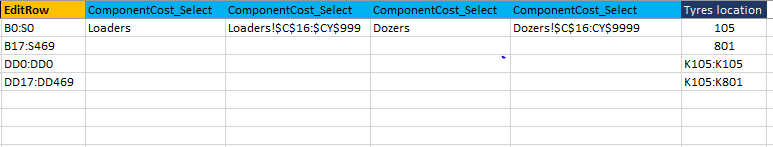 EditRow ComponentCost_Select ComponentCost_Select ComponentCost_Select ComponentCost_Select Tyres location
B0:S0 Loaders Loaders!$C$16:$CY$999 Dozers Dozers!$C$16:CY$9999 105
B17:S469 801
DD0:DD0 K105:K105
DD17:DD469 K105:K801